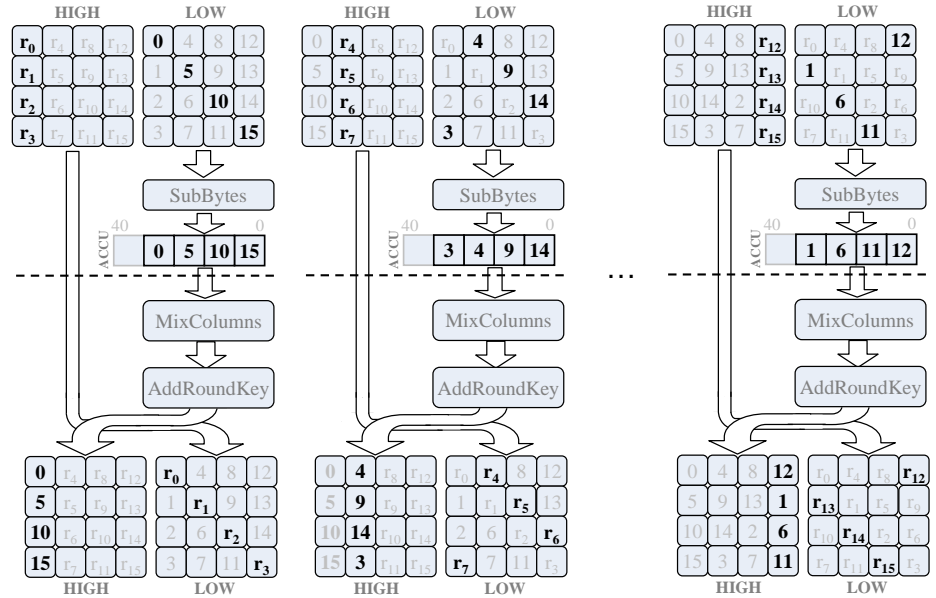 HIGH LOW HIGH LOW HIGH LOW
r0 r4 r8 r12 0 4 8 12 0 r4 r8 r12 r0 4 8 12 0 4 8 r12 r0 4 8 12
r1 r5 r9 r13 1 5 9 13 5 r5 r9 r13 1 r1 9 13 5 9 13 r13 1 r1 r5 r9
r2 r6 r10 r14 2 6 10 14 10 r6 r10 r14 2 6 r2 14 10 14 2 r14 r10 6 r2 r6
r3 r7 r11 r15 3 7 11 15 15 r7 r11 r15 3 7 11 r3 15 3 7 r15 r7 r11 11 r3
SubBytes SubBytes SubBytes
40 0 40 0 40 0
ACCU 0 5 10 15 ACCU 3 4 9 14 ACCU 1 6 11 12
...
MixColumns MixColumns MixColumns
AddRoundKey AddRoundKey AddRoundKey
0 r4 r8 r12 r0 4 8 12 0 4 r8 r12 r0 r4 8 12 0 4 8 12 r0 4 8 r12
5 r5 r9 r13 1 r1 9 13 5 9 r9 r13 1 r1 r5 13 5 9 13 1 r13 r1 r5 r9
10 r6 r10 r14 2 6 r2 14 10 14 r10 r14 2 6 r2 r6 10 14 2 6 r10 r14 r2 r6
15 r7 r11 r15 3 7 11 r3 15 3 r11 r15 r7 7 11 r3 15 3 7 11 r7 r11 r15 r3
HIGH LOW HIGH LOW HIGH LOW